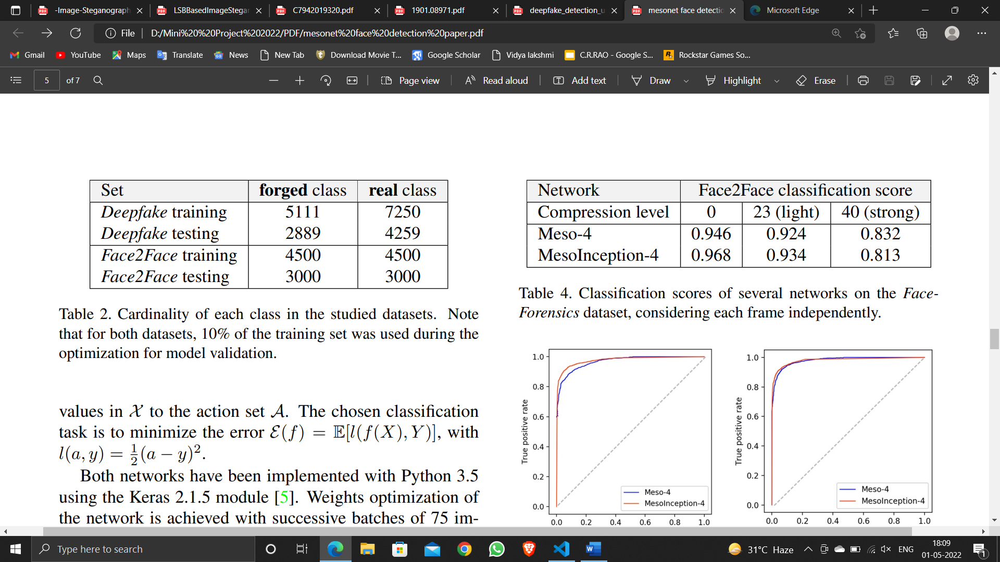 -Image-Steganograph
LSBBasedImageStegar
C7942019320.pdf
1901.08971.pdf
deepfake_detection_u
mesonet face detectic
Microsoft Edge
File
D:/Mini%20%20Project%202022/PDF/mesonet%20face%20detection%20paper.pdf
Gmail
YouTube
Maps
Translate
News
New Tab
Download Movie T...
Google Scholar
Vidya lakshmi
C.R.RAO - Google S...
Rockstar Games So...
5 of 7
Page view
Read aloud
Add text
Draw
Highlight
Erase
Set forged class real class
Deepfake training 5111 7250
Deepfake testing 2889 4259
Face2Face training 4500 4500
Face2Face testing 3000 3000
Table 2. Cardinality of each class in the studied datasets. Note
that for both datasets, 10% of the training set was used during the
optimization for model validation.
values in 𝒳 to the action set 𝒜. The chosen classification
task is to minimize the error ℰ(f) = 𝔼[l(f(X), Y)], with
l(a, y) = ½(a − y)².
Both networks have been implemented with Python 3.5
using the Keras 2.1.5 module [5]. Weights optimization of
the network is achieved with successive batches of 75 im-
Network Face2Face classification score
Compression level 0 23 (light) 40 (strong)
Meso-4 0.946 0.924 0.832
MesoInception-4 0.968 0.934 0.813
Table 4. Classification scores of several networks on the Face-
Forensics dataset, considering each frame independently.
True positive rate
1.0
0.8
0.6
0.4
0.2
0.0
Meso-4
MesoInception-4
0.0 0.2 0.4 0.6 0.8 1.0
True positive rate
1.0
0.8
0.6
0.4
0.2
0.0
Meso-4
MesoInception-4
0.0 0.2 0.4 0.6 0.8 1.0
Type here to search
31°C Haze
ENG
18:09
01-05-2022
1